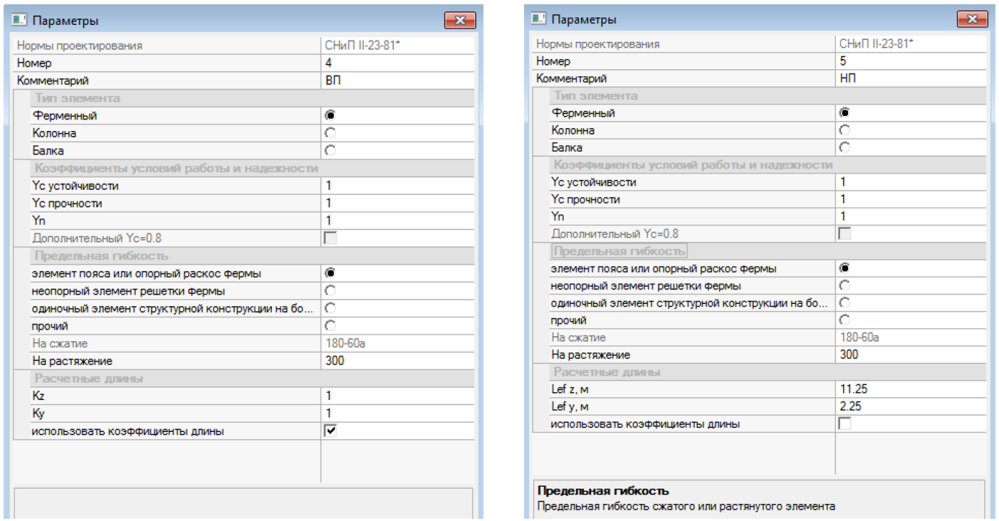 Параметры
Нормы проектирования СНиП II-23-81*
Номер 4
Комментарий ВП
Тип элемента
Ферменный
Колонна
Балка
Коэффициенты условий работы и надежности
Yc устойчивости 1
Yc прочности 1
Yn 1
Дополнительный Yc=0.8
Предельная гибкость
элемент пояса или опорный раскос фермы
неопорный элемент решетки фермы
одиночный элемент структурной конструкции на бо...
прочий
На сжатие 180-60a
На растяжение 300
Расчетные длины
Kz 1
Ky 1
использовать коэффициенты длины
Параметры
Нормы проектирования СНиП II-23-81*
Номер 5
Комментарий НП
Тип элемента
Ферменный
Колонна
Балка
Коэффициенты условий работы и надежности
Yc устойчивости 1
Yc прочности 1
Yn 1
Дополнительный Yc=0.8
Предельная гибкость
элемент пояса или опорный раскос фермы
неопорный элемент решетки фермы
одиночный элемент структурной конструкции на бо...
прочий
На сжатие 180-60a
На растяжение 300
Расчетные длины
Lef z, м 11.25
Lef y, м 2.25
использовать коэффициенты длины
Предельная гибкость
Предельная гибкость сжатого или растянутого элемента